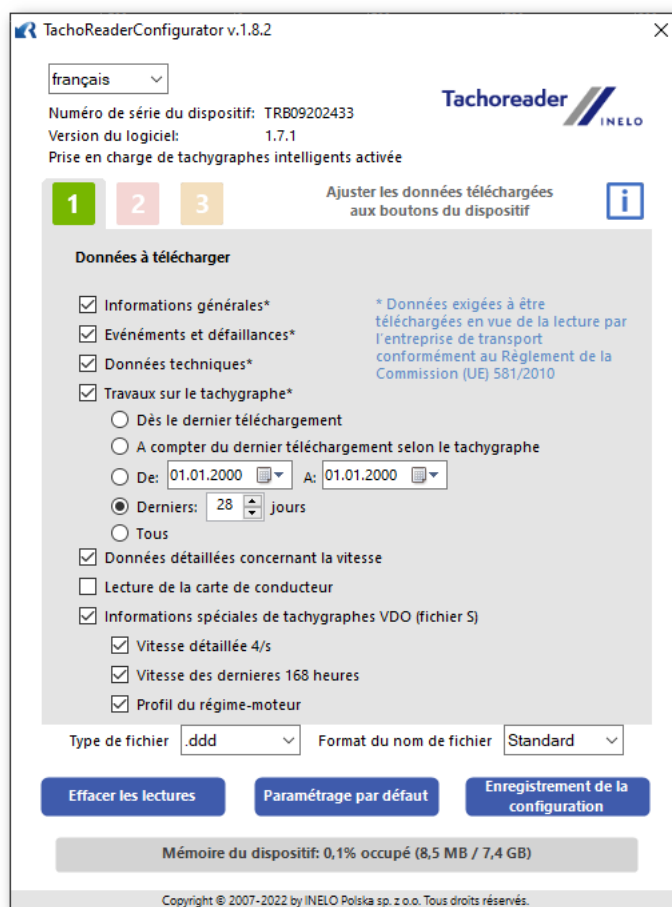 TachoReaderConfigurator v.1.8.2
français
Tachoreader
INELO
Numéro de série du dispositif: TRB09202433
Version du logiciel: 1.7.1
Prise en charge de tachygraphes intelligents activée
1 2 3
Ajuster les données téléchargées
aux boutons du dispositif
i
Données à télécharger
Informations générales*
Evénéments et défaillances*
Données techniques*
Travaux sur le tachygraphe*
* Données exigées à être
téléchargées en vue de la lecture par
l'entreprise de transport
conformément au Règlement de la
Commission (UE) 581/2010
Dès le dernier téléchargement
A compter du dernier téléchargement selon le tachygraphe
De: 01.01.2000 A: 01.01.2000
Derniers: 28 jours
Tous
Données détaillées concernant la vitesse
Lecture de la carte de conducteur
Informations spéciales de tachygraphes VDO (fichier S)
Vitesse détaillée 4/s
Vitesse des dernieres 168 heures
Profil du régime-moteur
Type de fichier .ddd Format du nom de fichier Standard
Effacer les lectures
Paramétrage par défaut
Enregistrement de la
configuration
Mémoire du dispositif: 0,1% occupé (8,5 MB / 7,4 GB)
Copyright © 2007-2022 by INELO Polska sp. z o.o. Tous droits réservés.